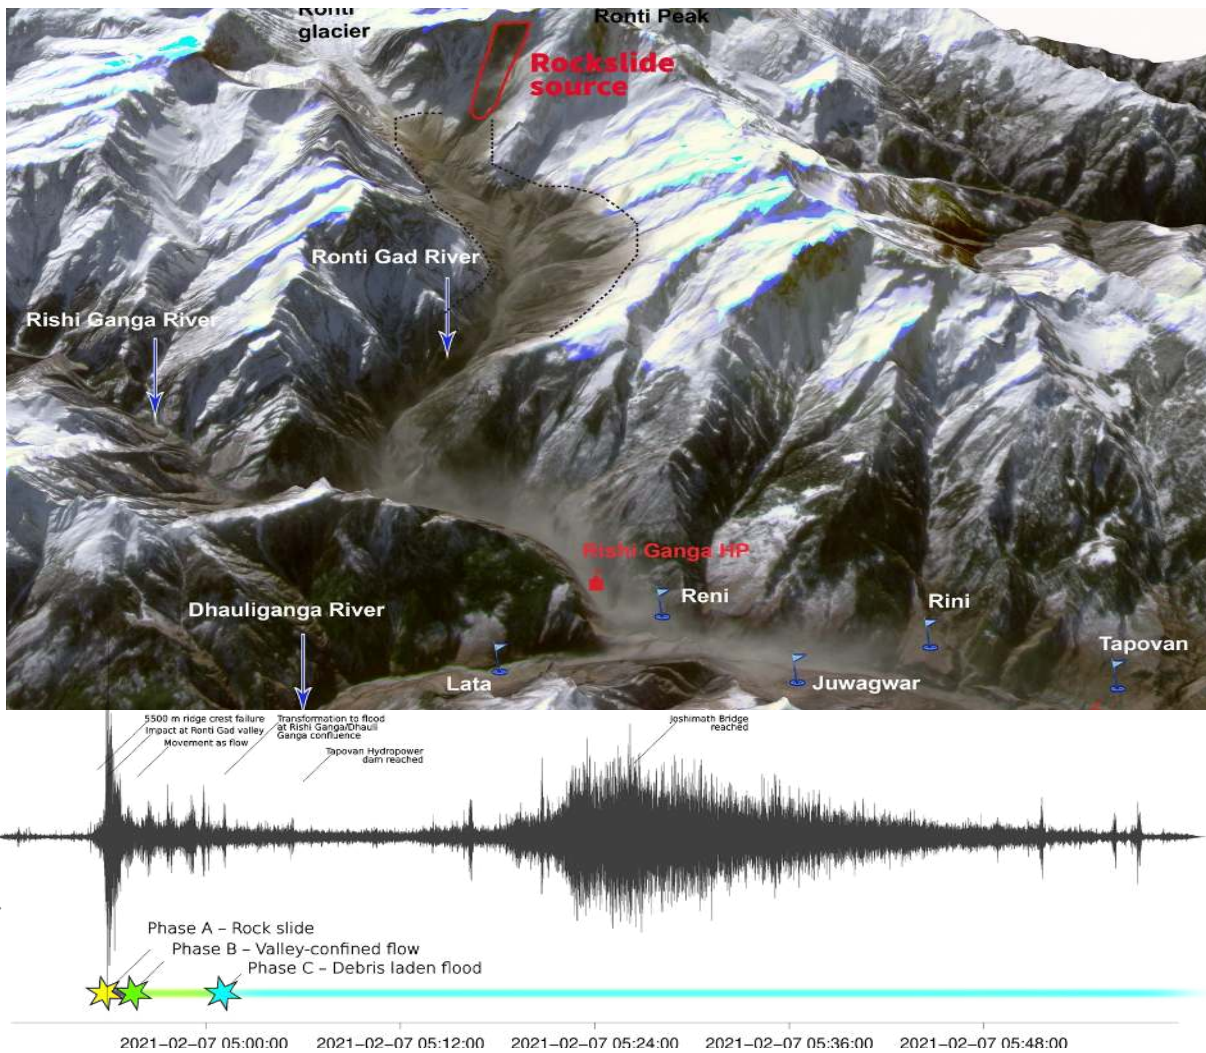 Ronti
glacier
Ronti Peak
Rockslide
source
Ronti Gad River
Rishi Ganga River
Rishi Ganga HP
Reni
Rini
Dhauliganga River
Tapovan
Lata
Juwagwar
5500 m ridge crest failure
Impact at Ronti Gad valley
Movement as flow
Transformation to flood
at Rishi Ganga/Dhauli
Ganga confluence
Tapovan Hydropower
dam reached
Joshimath Bridge
reached
Phase A – Rock slide
Phase B – Valley-confined flow
Phase C – Debris laden flood
2021−02−07 05:00:00
2021−02−07 05:12:00
2021−02−07 05:24:00
2021−02−07 05:36:00
2021−02−07 05:48:00